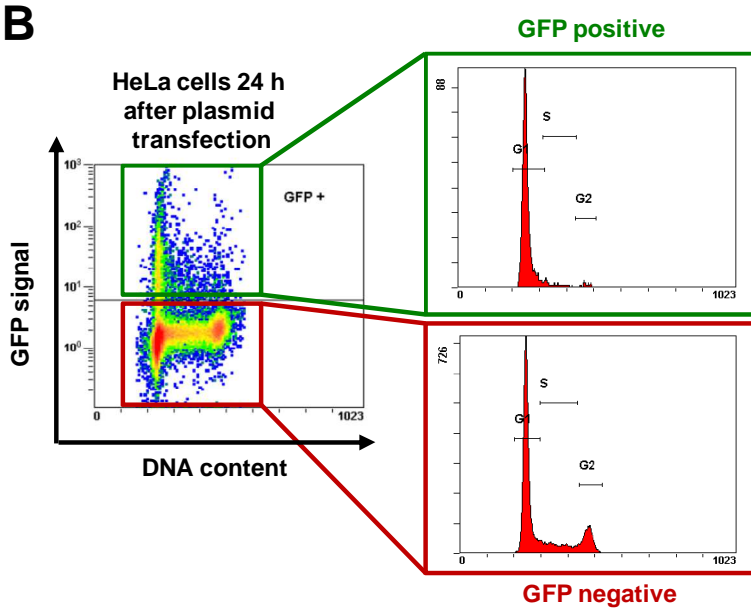 B
GFP positive
HeLa cells 24 h
after plasmid
transfection
GFP signal
10³
10²
10¹
10⁰
GFP +
0
1023
DNA content
88
S
G1
G2
0
1023
726
S
G1
G2
0
1023
GFP negative